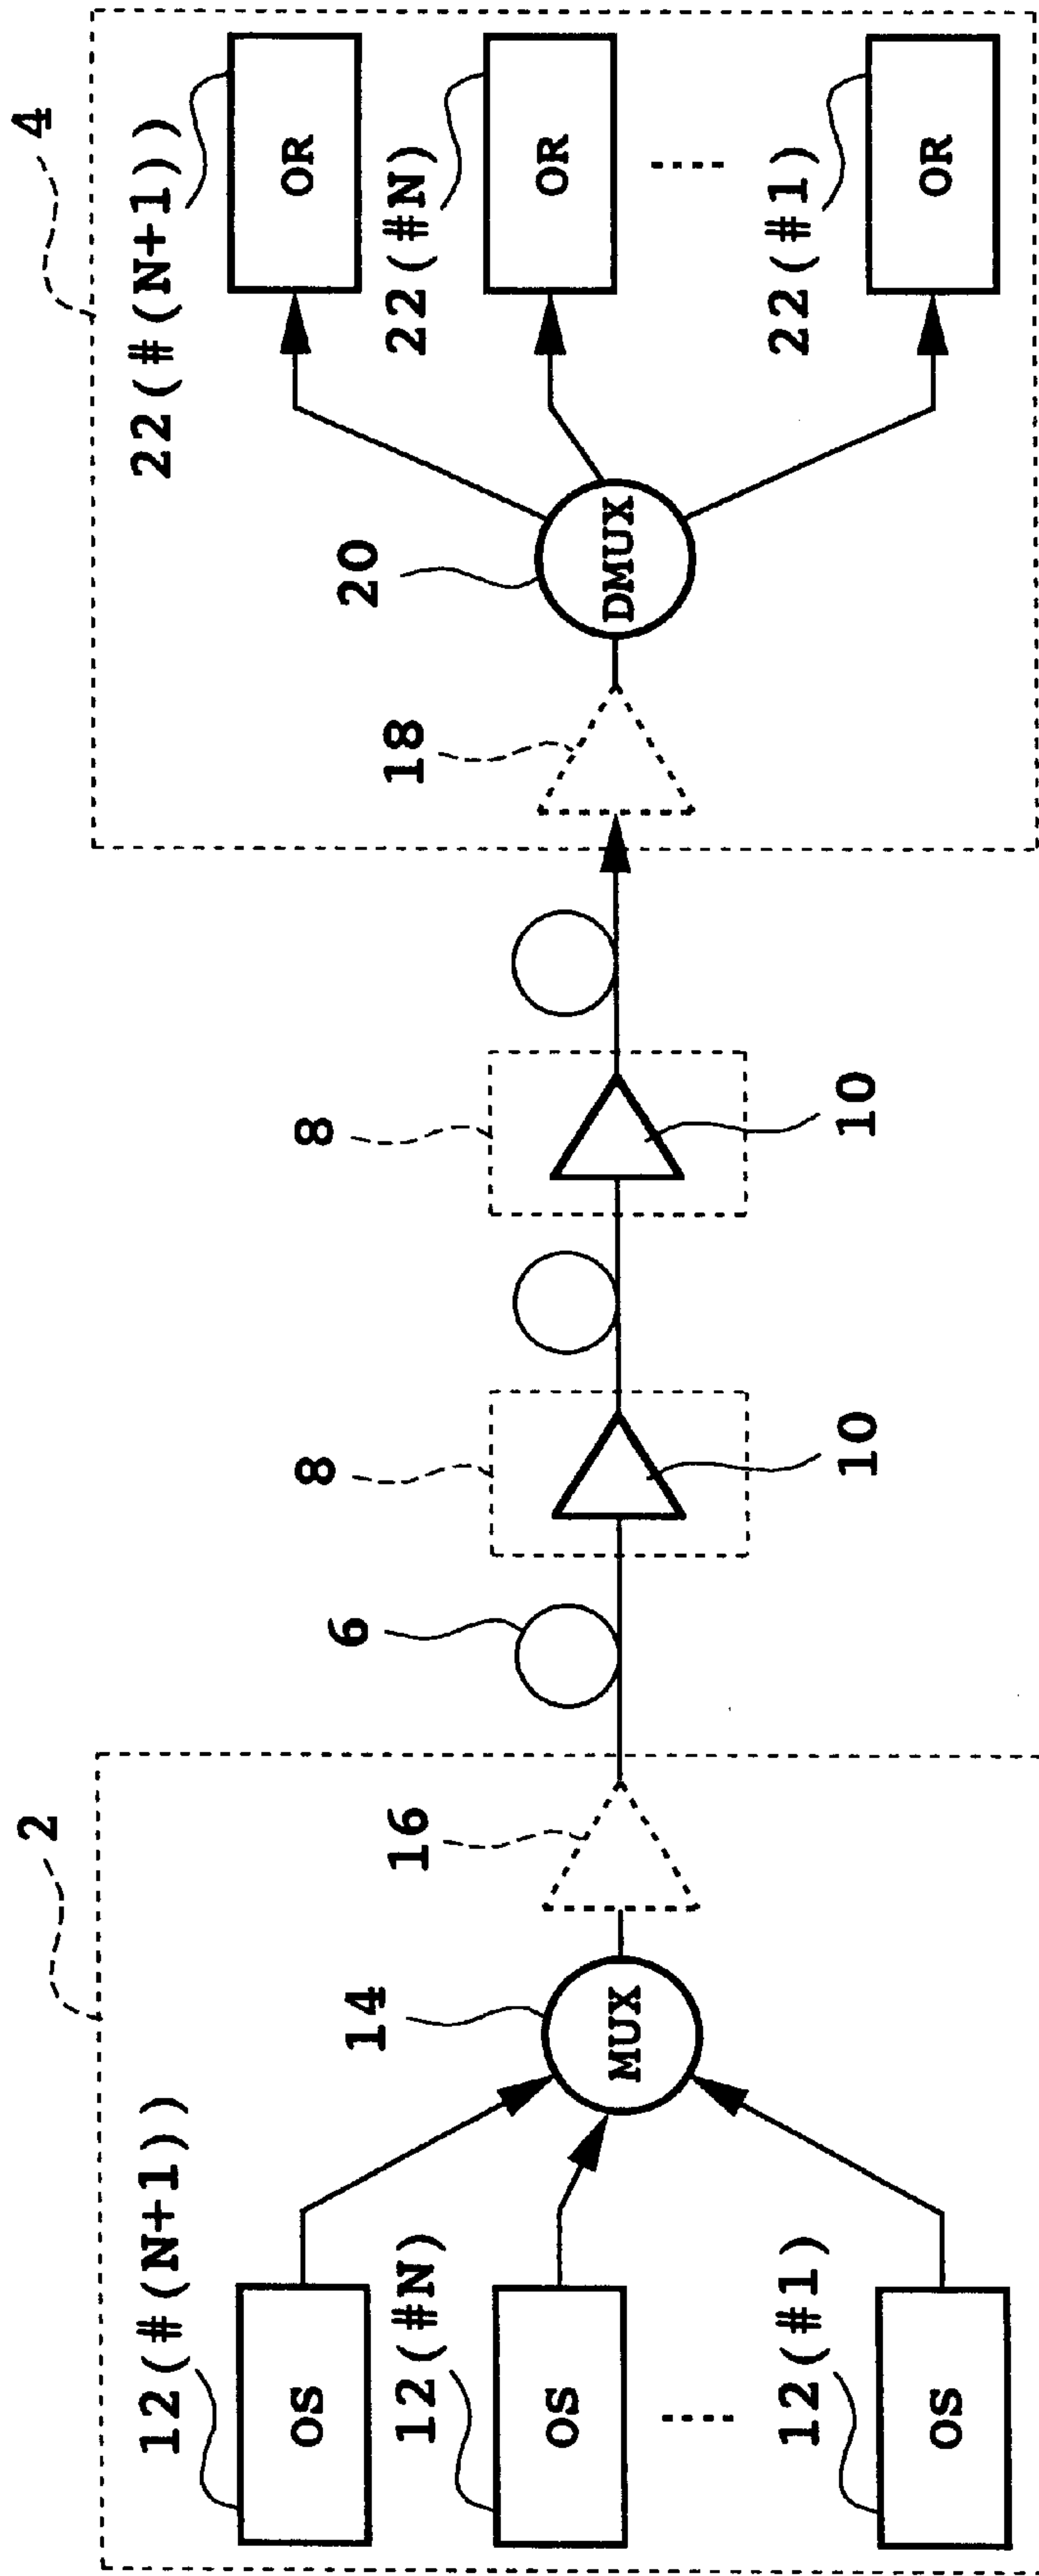 2
12(#(N+1))
OS
12(#N)
OS
12(#1)
OS
14
MUX
16
6
8
10
8
10
4
18
20
DMUX
22(#(N+1))
OR
22(#N)
OR
22(#1)
OR